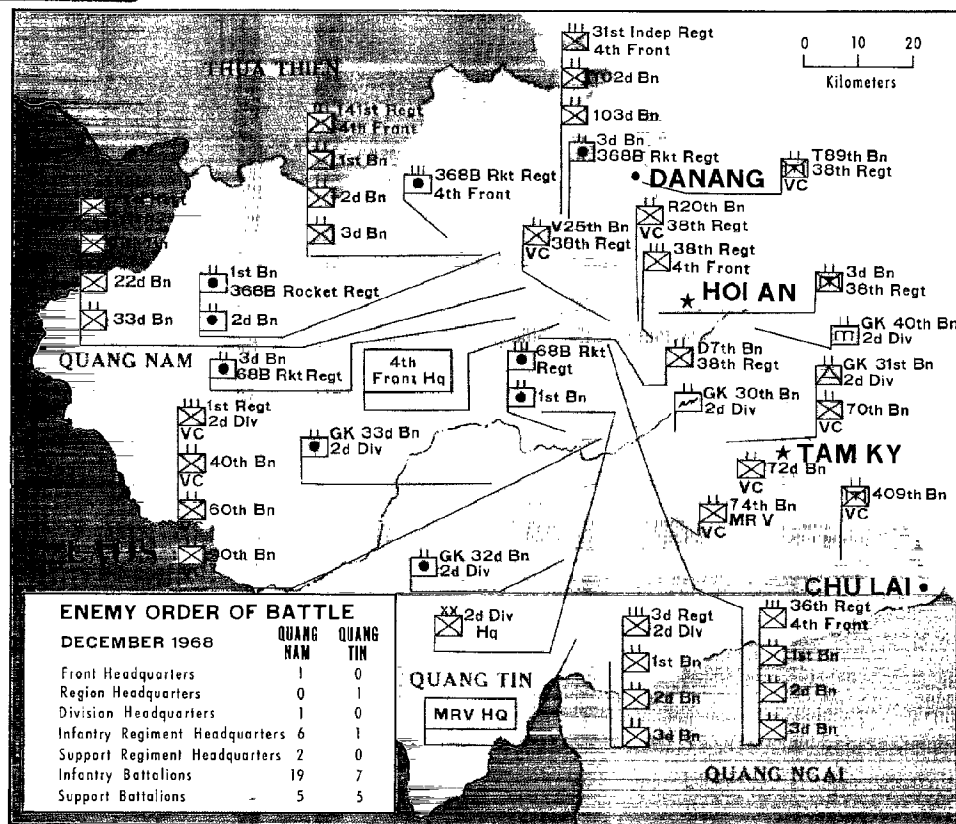 THUA THIEN
31st Indep Regt
4th Front
102d Bn
103d Bn
0 10 20
Kilometers
141st Regt
4th Front
1st Bn
2d Bn
3d Bn
368B Rkt Regt
4th Front
3d Bn
368B Rkt Regt
DANANG
T89th Bn
38th Regt
VC
V25th Bn
38th Regt
VC
R20th Bn
38th Regt
VC
38th Regt
4th Front
HOI AN
3d Bn
36th Regt
22d Bn
33d Bn
1st Bn
368B Rocket Regt
2d Bn
QUANG NAM
3d Bn
68B Rkt Regt
4th
Front Hq
68B Rkt
Regt
1st Bn
D7th Bn
38th Regt
GK 30th Bn
2d Div
GK 40th Bn
2d Div
GK 31st Bn
2d Div
70th Bn
VC
1st Regt
2d Div
VC
40th Bn
VC
60th Bn
VC
90th Bn
GK 33d Bn
2d Div
TAM KY
72d Bn
VC
74th Bn
MR V
VC
409th Bn
VC
GK 32d Bn
2d Div
CHU LAI
2d Div
Hq
QUANG TIN
MRV HQ
3d Regt
2d Div
1st Bn
2d Bn
3d Bn
36th Regt
4th Front
1st Bn
2d Bn
3d Bn
QUANG NGAI
ENEMY ORDER OF BATTLE
DECEMBER 1968
QUANG NAM QUANG TIN
Front Headquarters 1 0
Region Headquarters 0 1
Division Headquarters 1 0
Infantry Regiment Headquarters 6 1
Support Regiment Headquarters 2 0
Infantry Battalions 19 7
Support Battalions 5 5